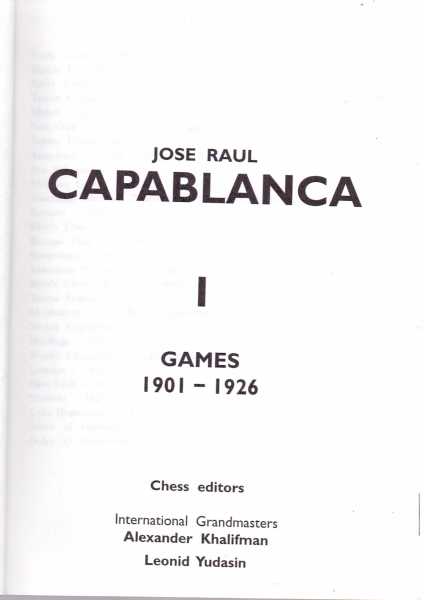 JOSE RAUL
CAPABLANCA
I
GAMES
1901 – 1926
Chess editors
International Grandmasters
Alexander Khalifman
Leonid Yudasin